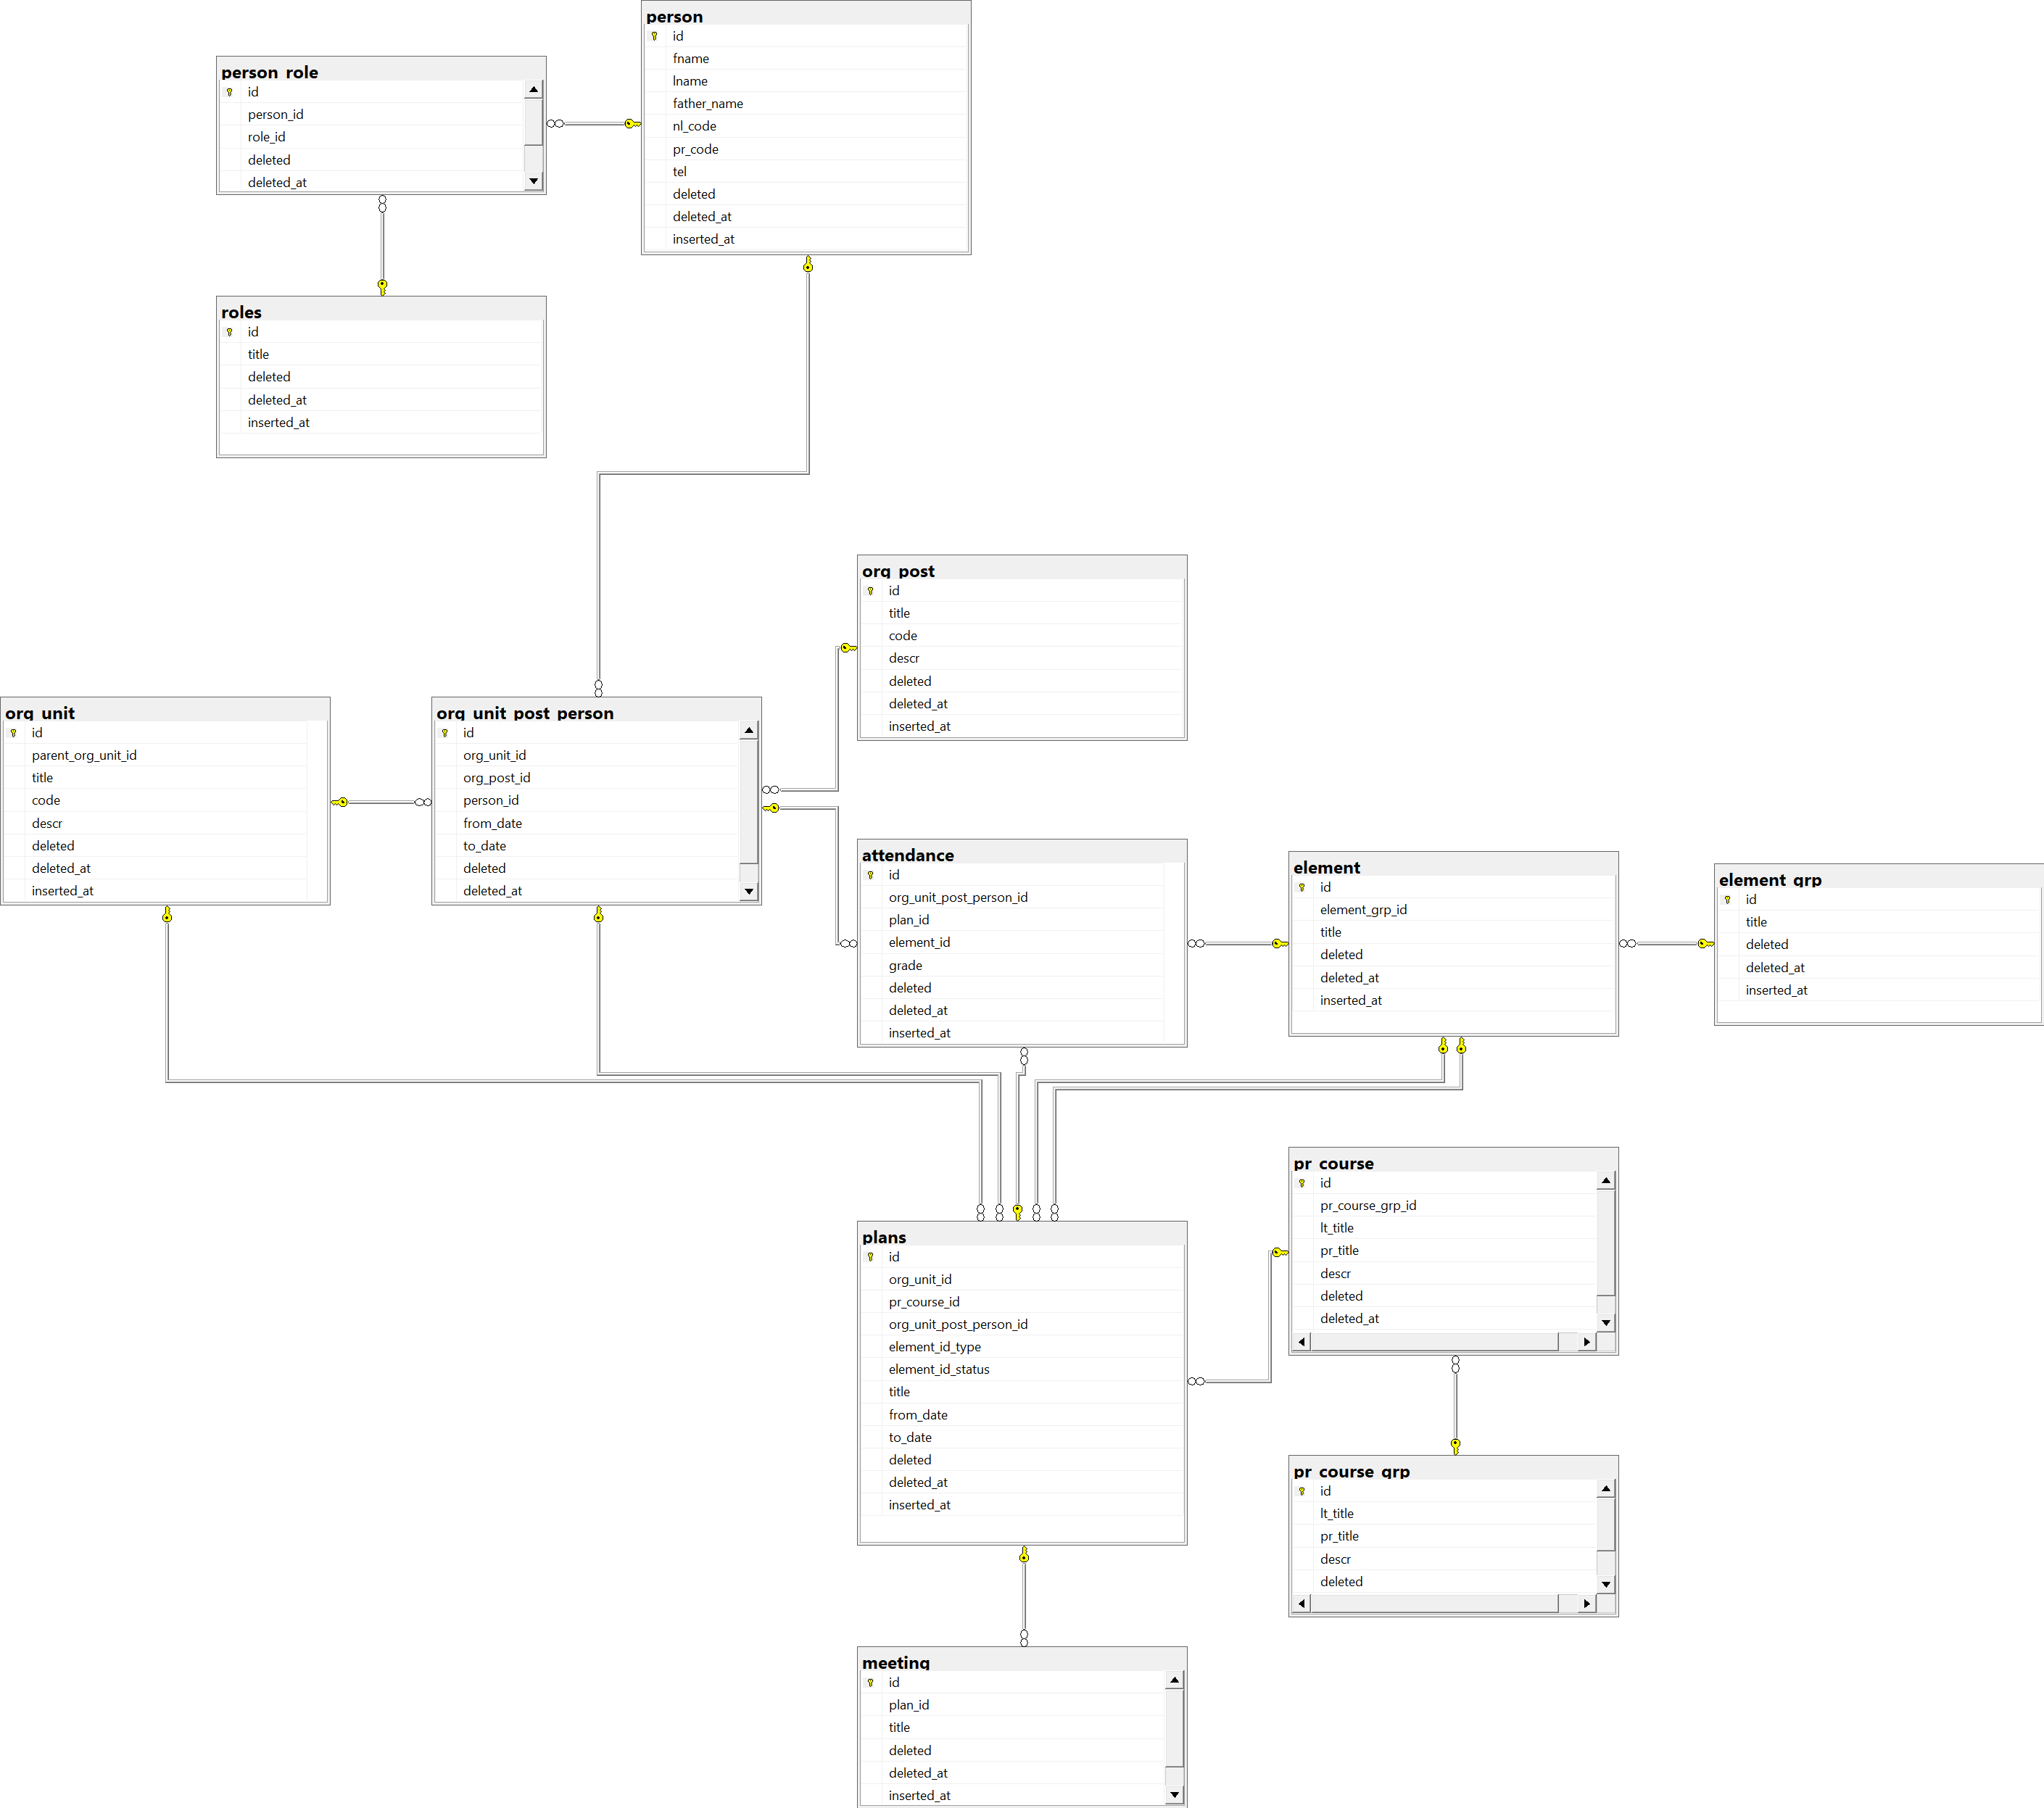 person
id
fname
lname
father_name
nl_code
pr_code
tel
deleted
deleted_at
inserted_at
person_role
id
person_id
role_id
deleted
deleted_at
roles
id
title
deleted
deleted_at
inserted_at
org_post
id
title
code
descr
deleted
deleted_at
inserted_at
org_unit
id
parent_org_unit_id
title
code
descr
deleted
deleted_at
inserted_at
org_unit_post_person
id
org_unit_id
org_post_id
person_id
from_date
to_date
deleted
deleted_at
attendance
id
org_unit_post_person_id
plan_id
element_id
grade
deleted
deleted_at
inserted_at
element
id
element_grp_id
title
deleted
deleted_at
inserted_at
element_grp
id
title
deleted
deleted_at
inserted_at
pr_course
id
pr_course_grp_id
lt_title
pr_title
descr
deleted
deleted_at
plans
id
org_unit_id
pr_course_id
org_unit_post_person_id
element_id_type
element_id_status
title
from_date
to_date
deleted
deleted_at
inserted_at
pr_course_grp
id
lt_title
pr_title
descr
deleted
meeting
id
plan_id
title
deleted
deleted_at
inserted_at